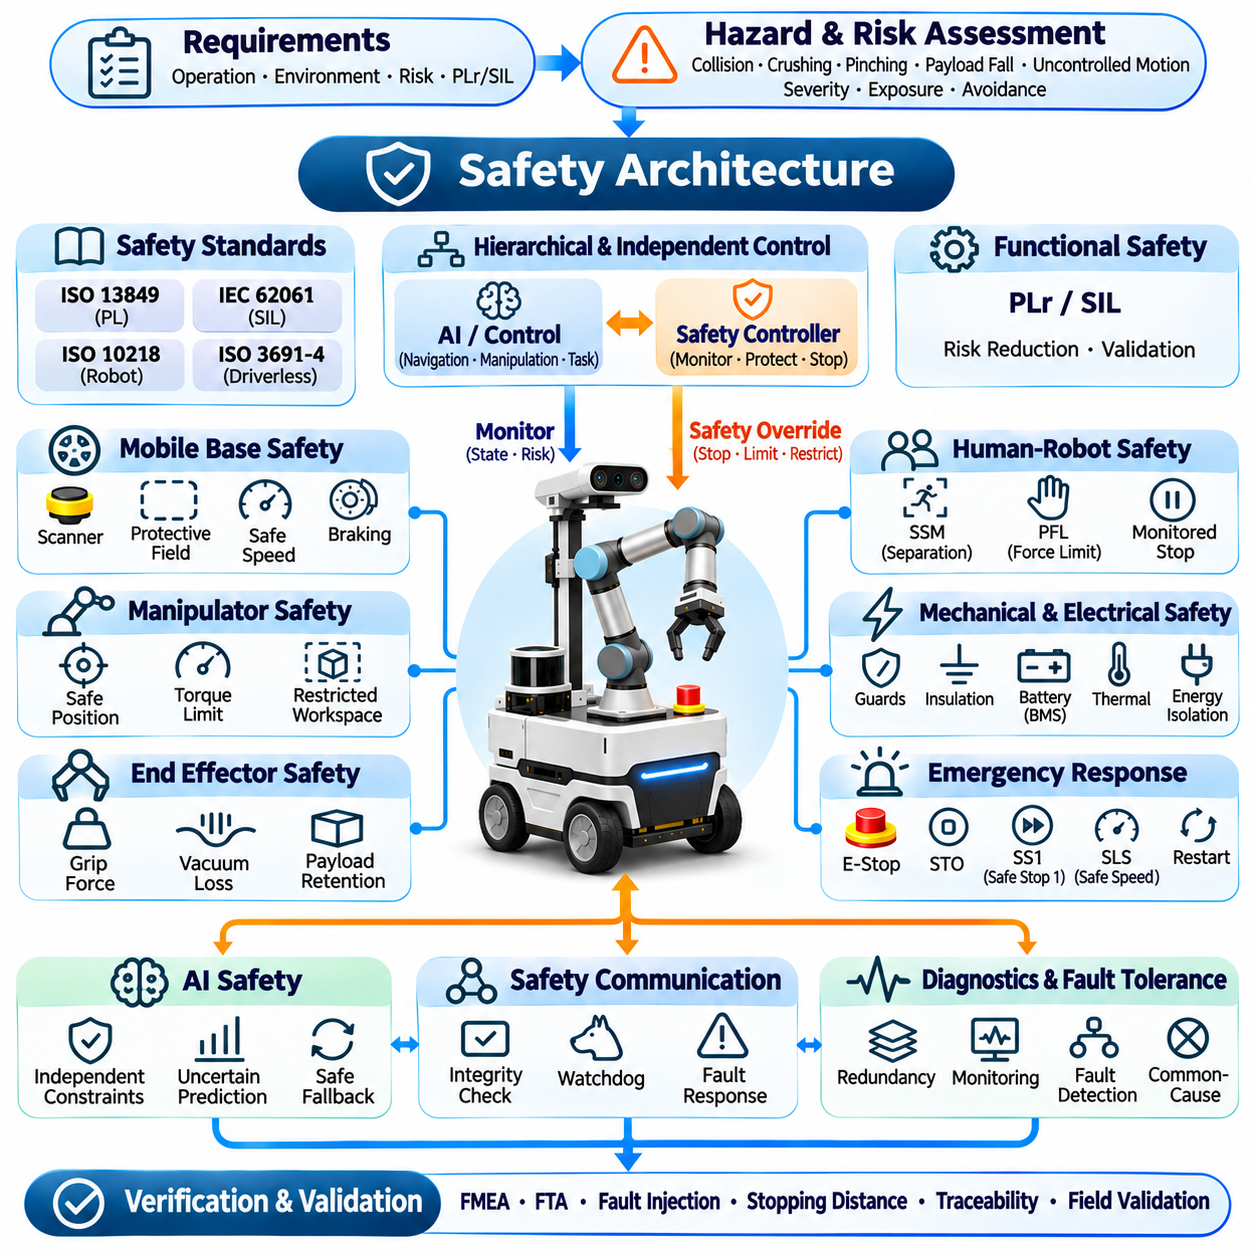 Requirements
Operation · Environment · Risk · PLr/SIL
Hazard & Risk Assessment
Collision · Crushing · Pinching · Payload Fall · Uncontrolled Motion
Severity · Exposure · Avoidance
Safety Architecture
Safety Standards
ISO 13849
(PL)
IEC 62061
(SIL)
ISO 10218
(Robot)
ISO 3691-4
(Driverless)
Hierarchical & Independent Control
AI / Control
(Navigation · Manipulation · Task)
Safety Controller
(Monitor · Protect · Stop)
Functional Safety
PLr / SIL
Risk Reduction · Validation
Monitor
(State · Risk)
Safety Override
(Stop · Limit · Restrict)
Mobile Base Safety
Scanner
Protective
Field
Safe
Speed
Braking
Human-Robot Safety
SSM
(Separation)
PFL
(Force Limit)
Monitored
Stop
Manipulator Safety
Safe
Position
Torque
Limit
Restricted
Workspace
Mechanical & Electrical Safety
Guards
Insulation
Battery
(BMS)
Thermal
Energy
Isolation
End Effector Safety
Grip
Force
Vacuum
Loss
Payload
Retention
Emergency Response
E-Stop
STO
SS1
(Safe Stop 1)
SLS
(Safe Speed)
Restart
AI Safety
Independent
Constraints
Uncertain
Prediction
Safe
Fallback
Safety Communication
Integrity
Check
Watchdog
Fault
Response
Diagnostics & Fault Tolerance
Redundancy
Monitoring
Fault
Detection
Common-
Cause
Verification & Validation
FMEA · FTA · Fault Injection · Stopping Distance · Traceability · Field Validation